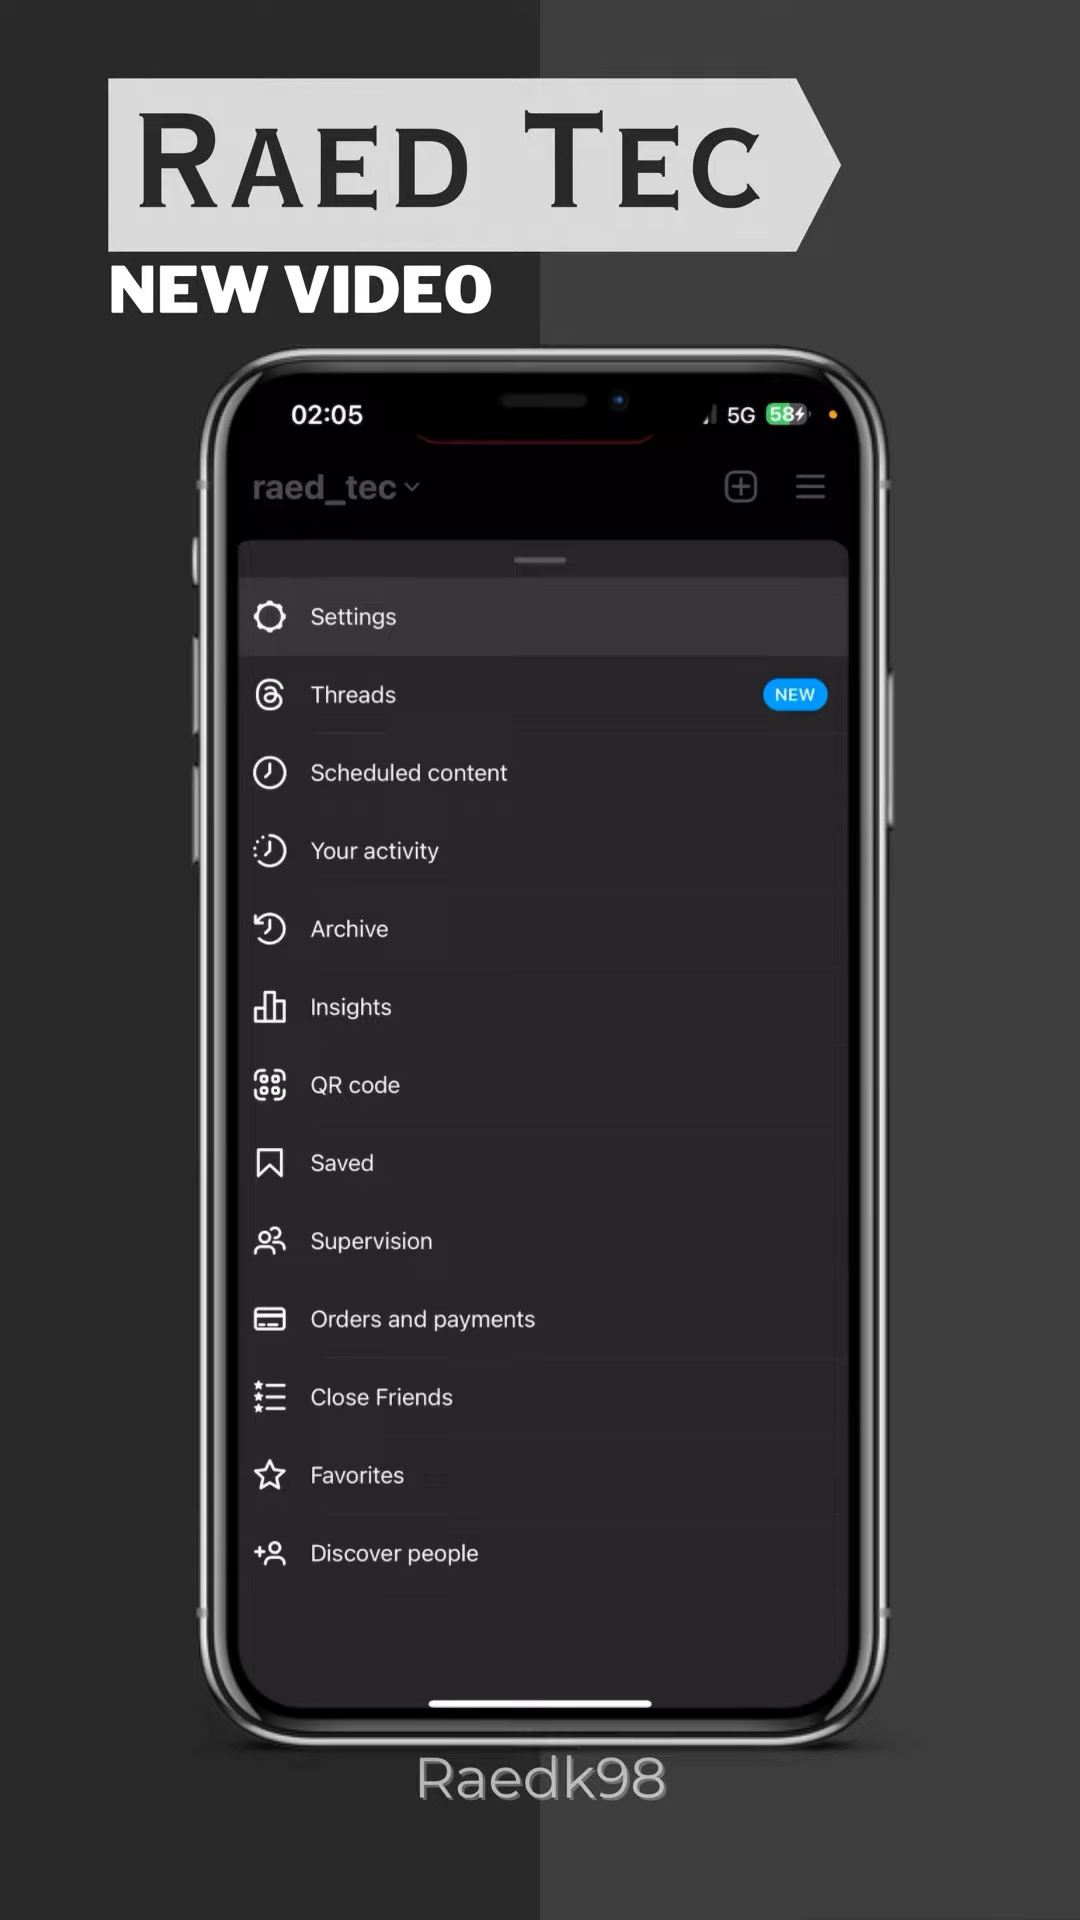 RAED TEC
NEW VIDEO
02:05
5G
58
raed_tec
Settings
Threads
NEW
Scheduled content
Your activity
Archive
Insights
QR code
Saved
Supervision
Orders and payments
Close Friends
Favorites
Discover people
Raedk98